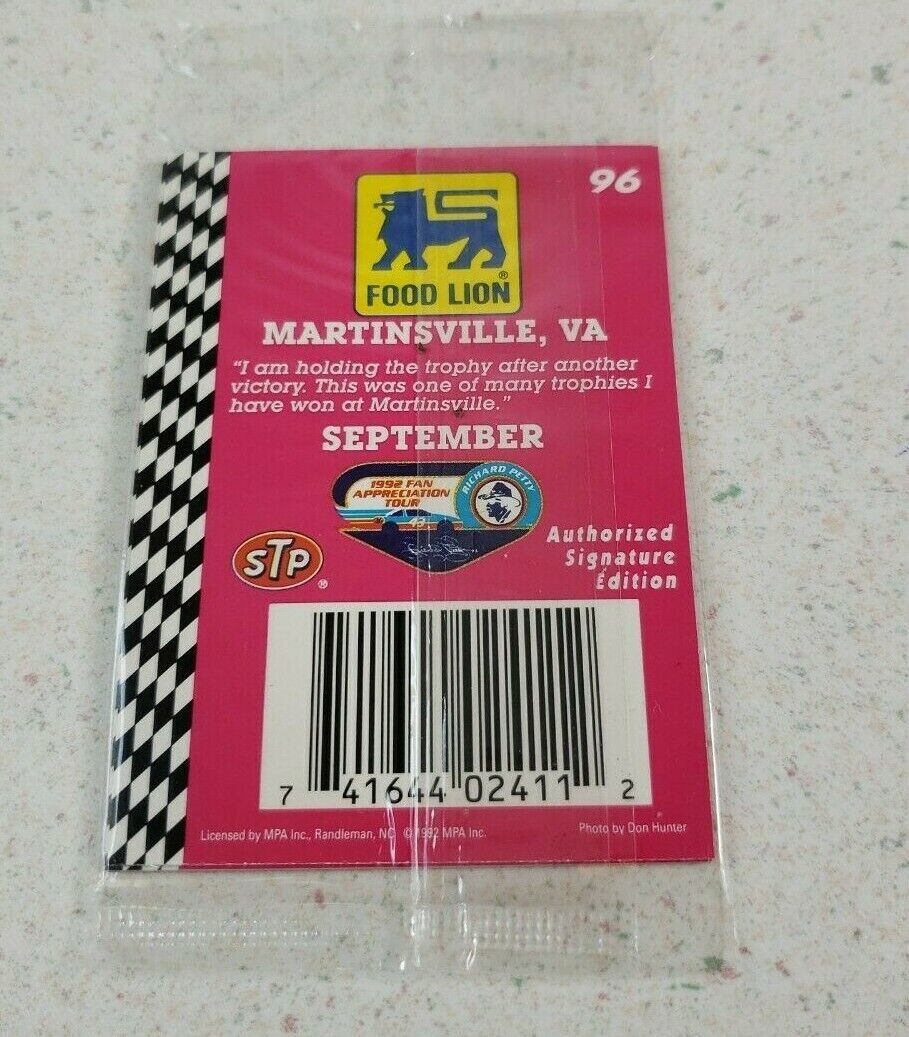 96
FOOD LION®
MARTINSVILLE, VA
"I am holding the trophy after another
victory. This was one of many trophies I
have won at Martinsville."
SEPTEMBER
1992 FAN
APPRECIATION
TOUR
RICHARD PETTY
43
STP®
Authorized
Signature
Edition
7 41644 02411 2
Licensed by MPA Inc., Randleman, NC © 1992 MPA Inc.
Photo by Don Hunter